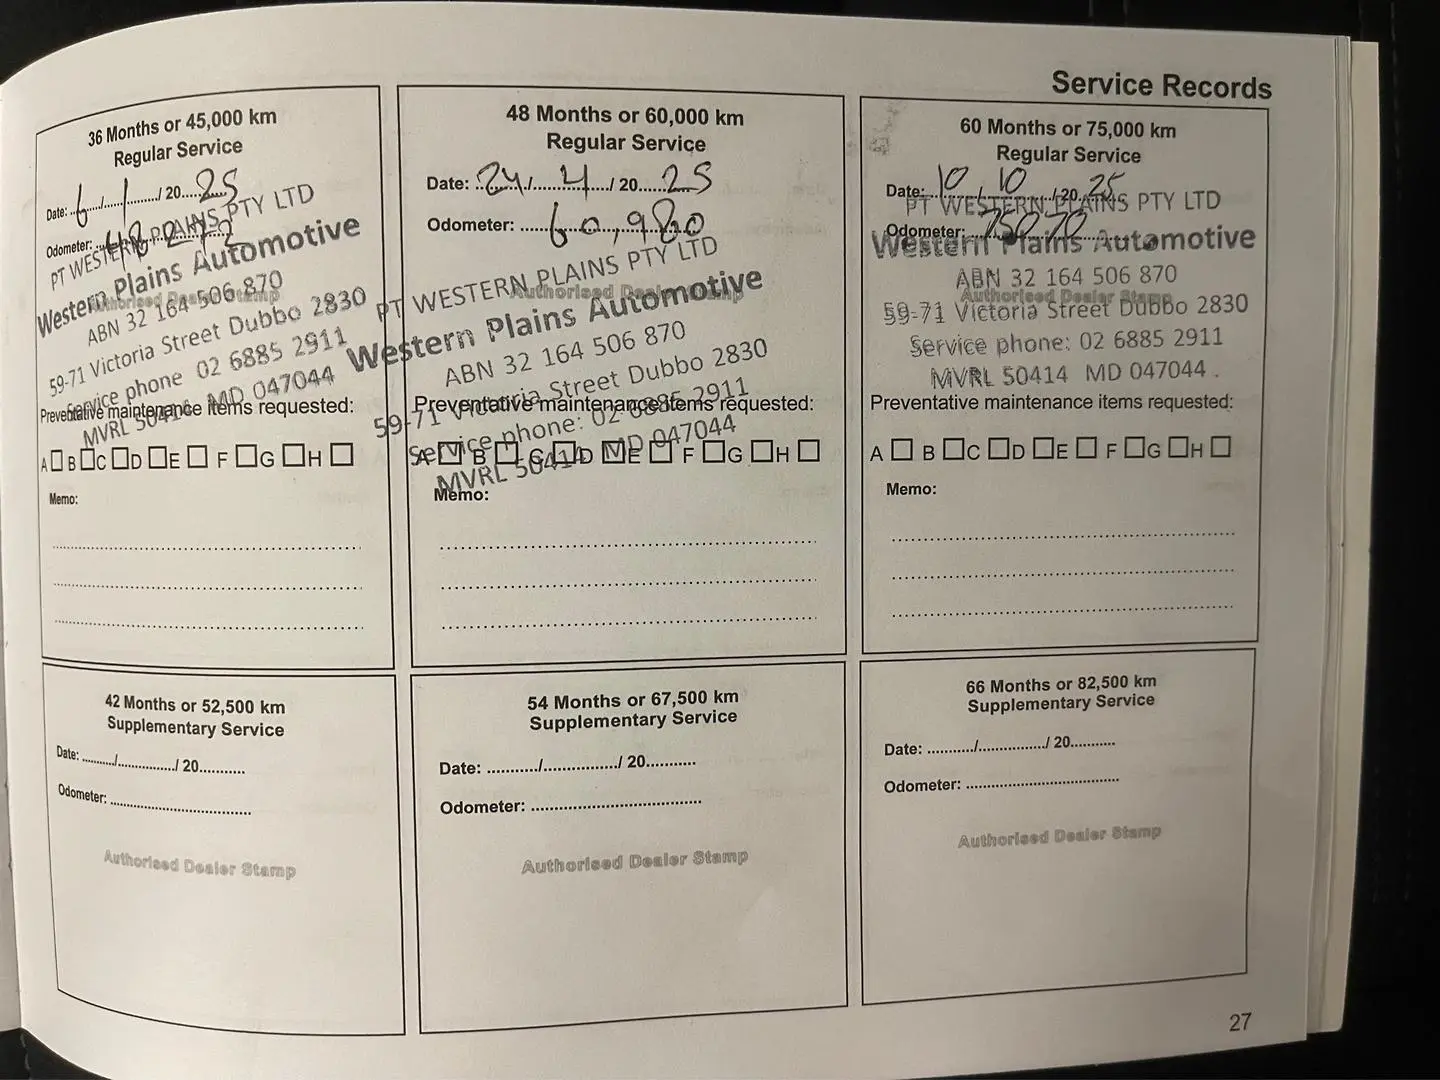 Service Records
36 Months or 45,000 km
Regular Service
Date: 6 / 1 / 20 25
Odometer:
PT WESTERN PLAINS PTY LTD
Western Plains Automotive
Authorised Dealer Stamp
ABN 32 164 506 870
59-71 Victoria Street Dubbo 2830
Service phone 02 6885 2911
MVRL 50414 MD 047044
Preventative maintenance items requested:
A B C D E F G H
Memo:
48 Months or 60,000 km
Regular Service
Date: 24 / 4 / 20 25
Odometer: 60,980
PT WESTERN PLAINS PTY LTD
Authorised Dealer Stamp
Western Plains Automotive
ABN 32 164 506 870
59-71 Victoria Street Dubbo 2830
Preventative maintenance items requested:
Service phone: 02 6885 2911
A B C D E F G H
MVRL 50414 MD 047044
Memo:
60 Months or 75,000 km
Regular Service
Date: 10 / 10 / 20 25
PT WESTERN PLAINS PTY LTD
Odometer: 75070
Western Plains Automotive
ABN 32 164 506 870
Authorised Dealer Stamp
59-71 Victoria Street Dubbo 2830
Service phone: 02 6885 2911
MVRL 50414 MD 047044
Preventative maintenance items requested:
A B C D E F G H
Memo:
42 Months or 52,500 km
Supplementary Service
Date: ........../................/ 20...........
Odometer: ....................................
Authorised Dealer Stamp
54 Months or 67,500 km
Supplementary Service
Date: .........../................/ 20...........
Odometer: ......................................
Authorised Dealer Stamp
66 Months or 82,500 km
Supplementary Service
Date: .........../................/ 20...........
Odometer: ....................................
Authorised Dealer Stamp
27